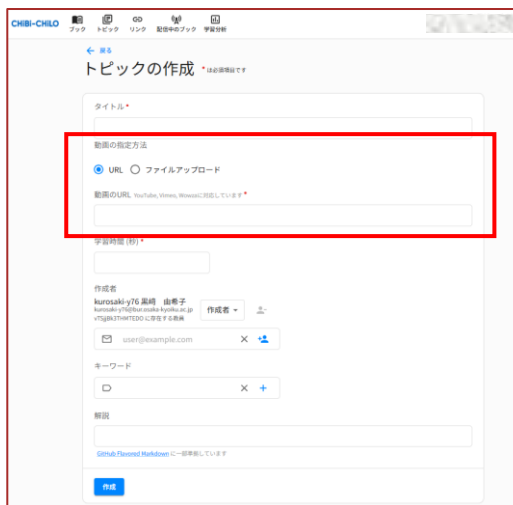 CHiBi-CHiLO ブック トピック リンク 配信中のブック 学習分析
← 戻る
トピックの作成 * は必須項目です
タイトル *
動画の指定方法
URL ファイルアップロード
動画のURL YouTube, Vimeo, Wowzaに対応しています *
学習時間 (秒) *
作成者
kurosaki-y76 黒﨑 由希子
作成者
user@example.com
キーワード
解説
GitHub Flavored Markdown に一部準拠しています
作成